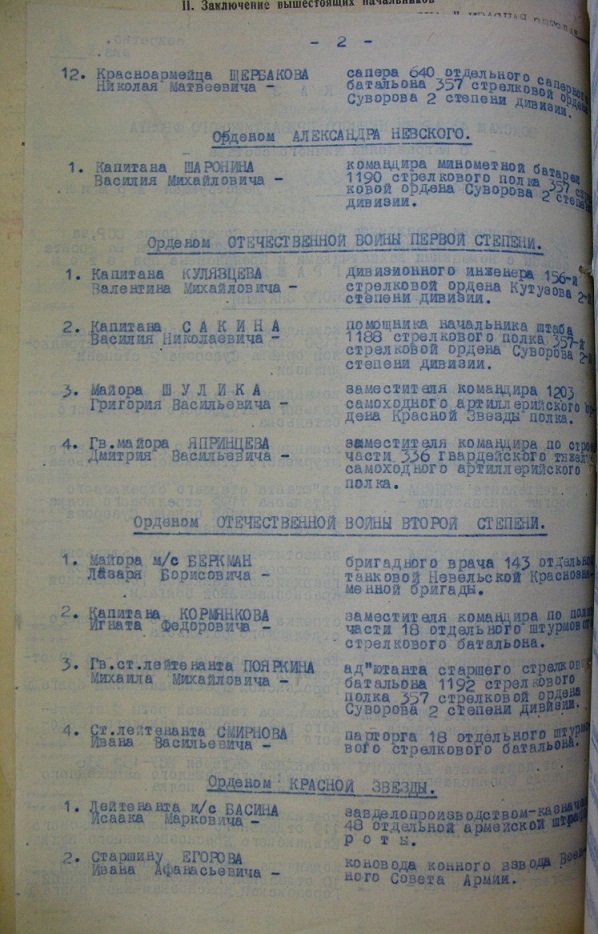 II. Заключение вышестоящих начальников
- 2 -
12. Красноармейца ЩЕРБАКОВА сапера 640 отдельного саперного
Николая Матвеевича - батальона 357 стрелковой ордена
Суворова 2 степени дивизии.
Орденом АЛЕКСАНДРА НЕВСКОГО.
1. Капитана ШАРОНИНА командира минометной батареи
Василия Михайловича - 1190 стрелкового полка 357 стрел-
ковой ордена Суворова 2 степени
дивизии.
Орденом ОТЕЧЕСТВЕННОЙ ВОЙНЫ ПЕРВОЙ СТЕПЕНИ.
1. Капитана КУЛЯВЦЕВА дивизионного инженера 156-й
Валентина Михайловича - стрелковой ордена Кутузова 2-й
степени дивизии.
2. Капитана САКИНА помощника начальника штаба
Василия Николаевича - 1188 стрелкового полка 357-й
стрелковой ордена Суворова 2-й
степени дивизии.
3. Майора ШУЛИКА заместителя командира 1203
Григория Васильевича - самоходного артиллерийского ор-
дена Красной Звезды полка.
4. Гв.майора ЯПРИНЦЕВА заместителя командира по строе
Дмитрия Васильевича - части 336 гвардейского тяжел
самоходного артиллерийского
полка.
Орденом ОТЕЧЕСТВЕННОЙ ВОЙНЫ ВТОРОЙ СТЕПЕНИ.
1. Майора м/с БЕРКМАН бригадного врача 143 отдельно
Лазаря Борисовича - танковой Невельской Краснозна-
менной бригады.
2. Капитана КОРМЯНКОВА заместителя командира по поли
Игната Федоровича - части 18 отдельного штурмового
стрелкового батальона.
3. Гв.ст.лейтенанта ПОЯРКИНА ад"ютанта старшего стрелкового
Михаила Михайловича - батальона 1192 стрелкового
полка 357 стрелковой ордена
Суворова 2 степени дивизии.
4. Ст.лейтенанта СМИРНОВА парторга 18 отдельного штурмо-
Ивана Васильевича - вого стрелкового батальона.
Орденом КРАСНОЙ ЗВЕЗДЫ.
1. Лейтенанта и/с БАСИНА завделопроизводством-казначея
Исаака Марковича - 48 отдельной армейской штраф
роты.
2. Старшину ЕГОРОВА коновода конного взвода Воен-
Ивана Афанасьевича - ного Совета Армии.